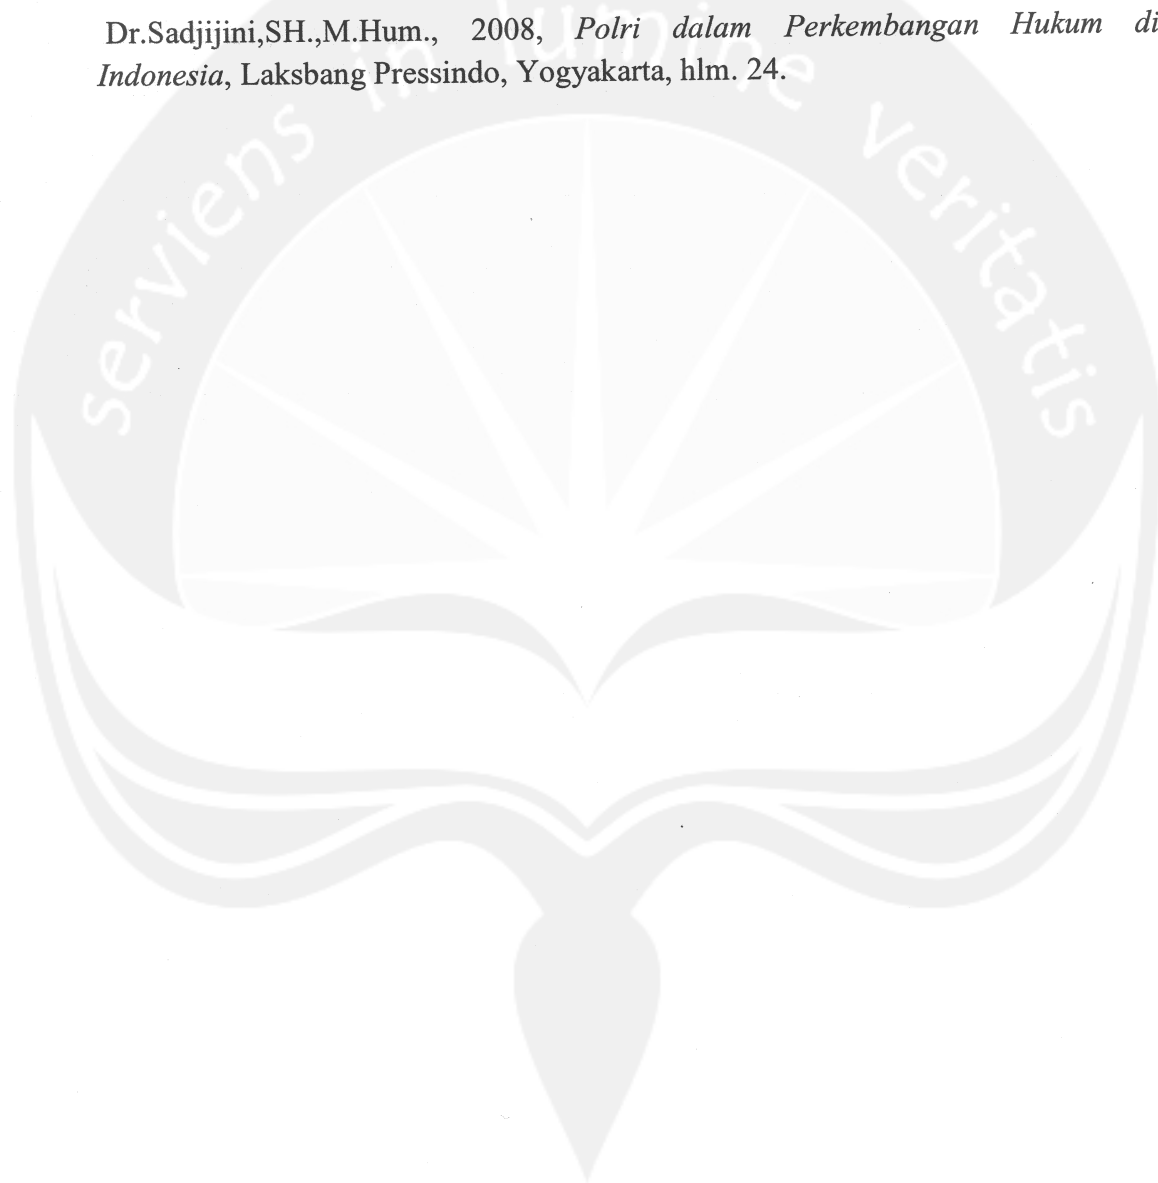 Dr.Sadjijini,SH.,M.Hum., 2008, Polri dalam Perkembangan Hukum di
Indonesia, Laksbang Pressindo, Yogyakarta, hlm. 24.
serviens in lumine veritatis